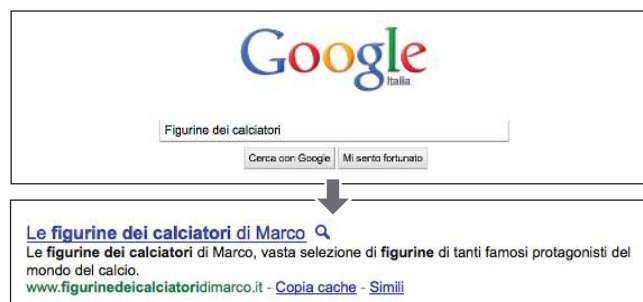 Google
Italia
Figurine dei calciatori
Cerca con Google Mi sento fortunato
Le figurine dei calciatori di Marco
Le figurine dei calciatori di Marco, vasta selezione di figurine di tanti famosi protagonisti del
mondo del calcio.
www.figurinedeicalciatoridimarco.it - Copia cache - Simili